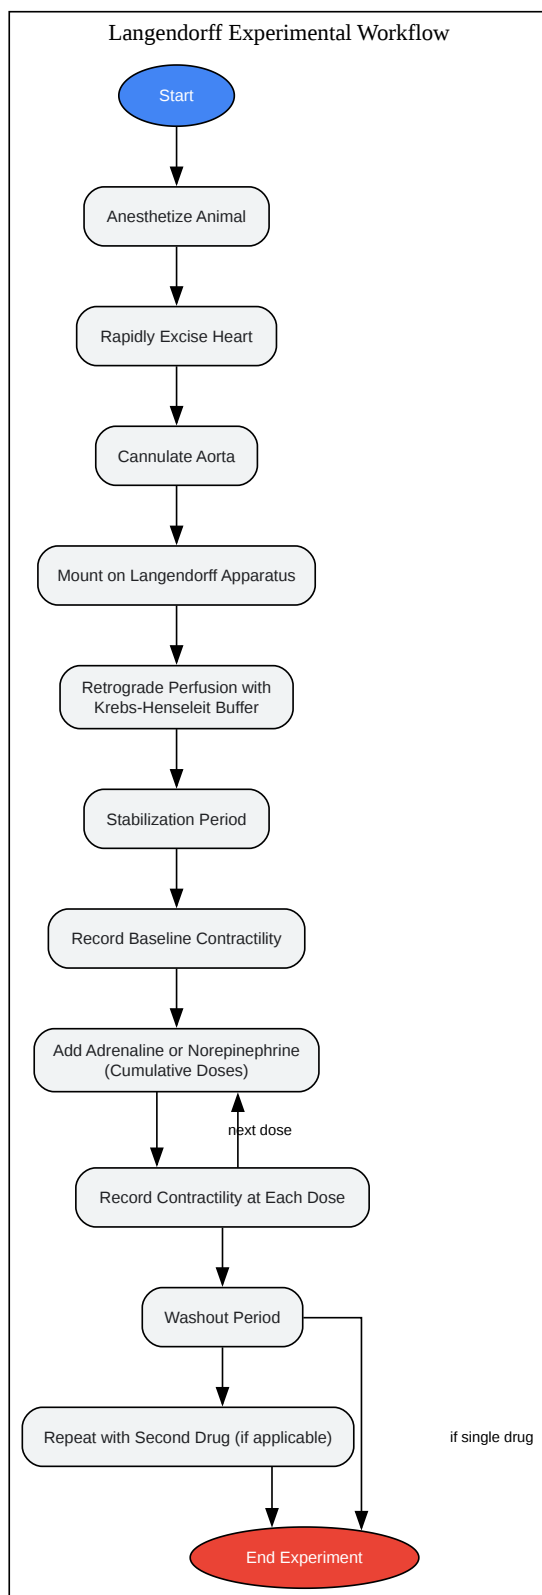 Langendorff Experimental Workflow
Start
Anesthetize Animal
Rapidly Excise Heart
Cannulate Aorta
Mount on Langendorff Apparatus
Retrograde Perfusion with
Krebs-Henseleit Buffer
Stabilization Period
Record Baseline Contractility
Add Adrenaline or Norepinephrine
(Cumulative Doses)
next dose
Record Contractility at Each Dose
Washout Period
Repeat with Second Drug (if applicable)
if single drug
End Experiment